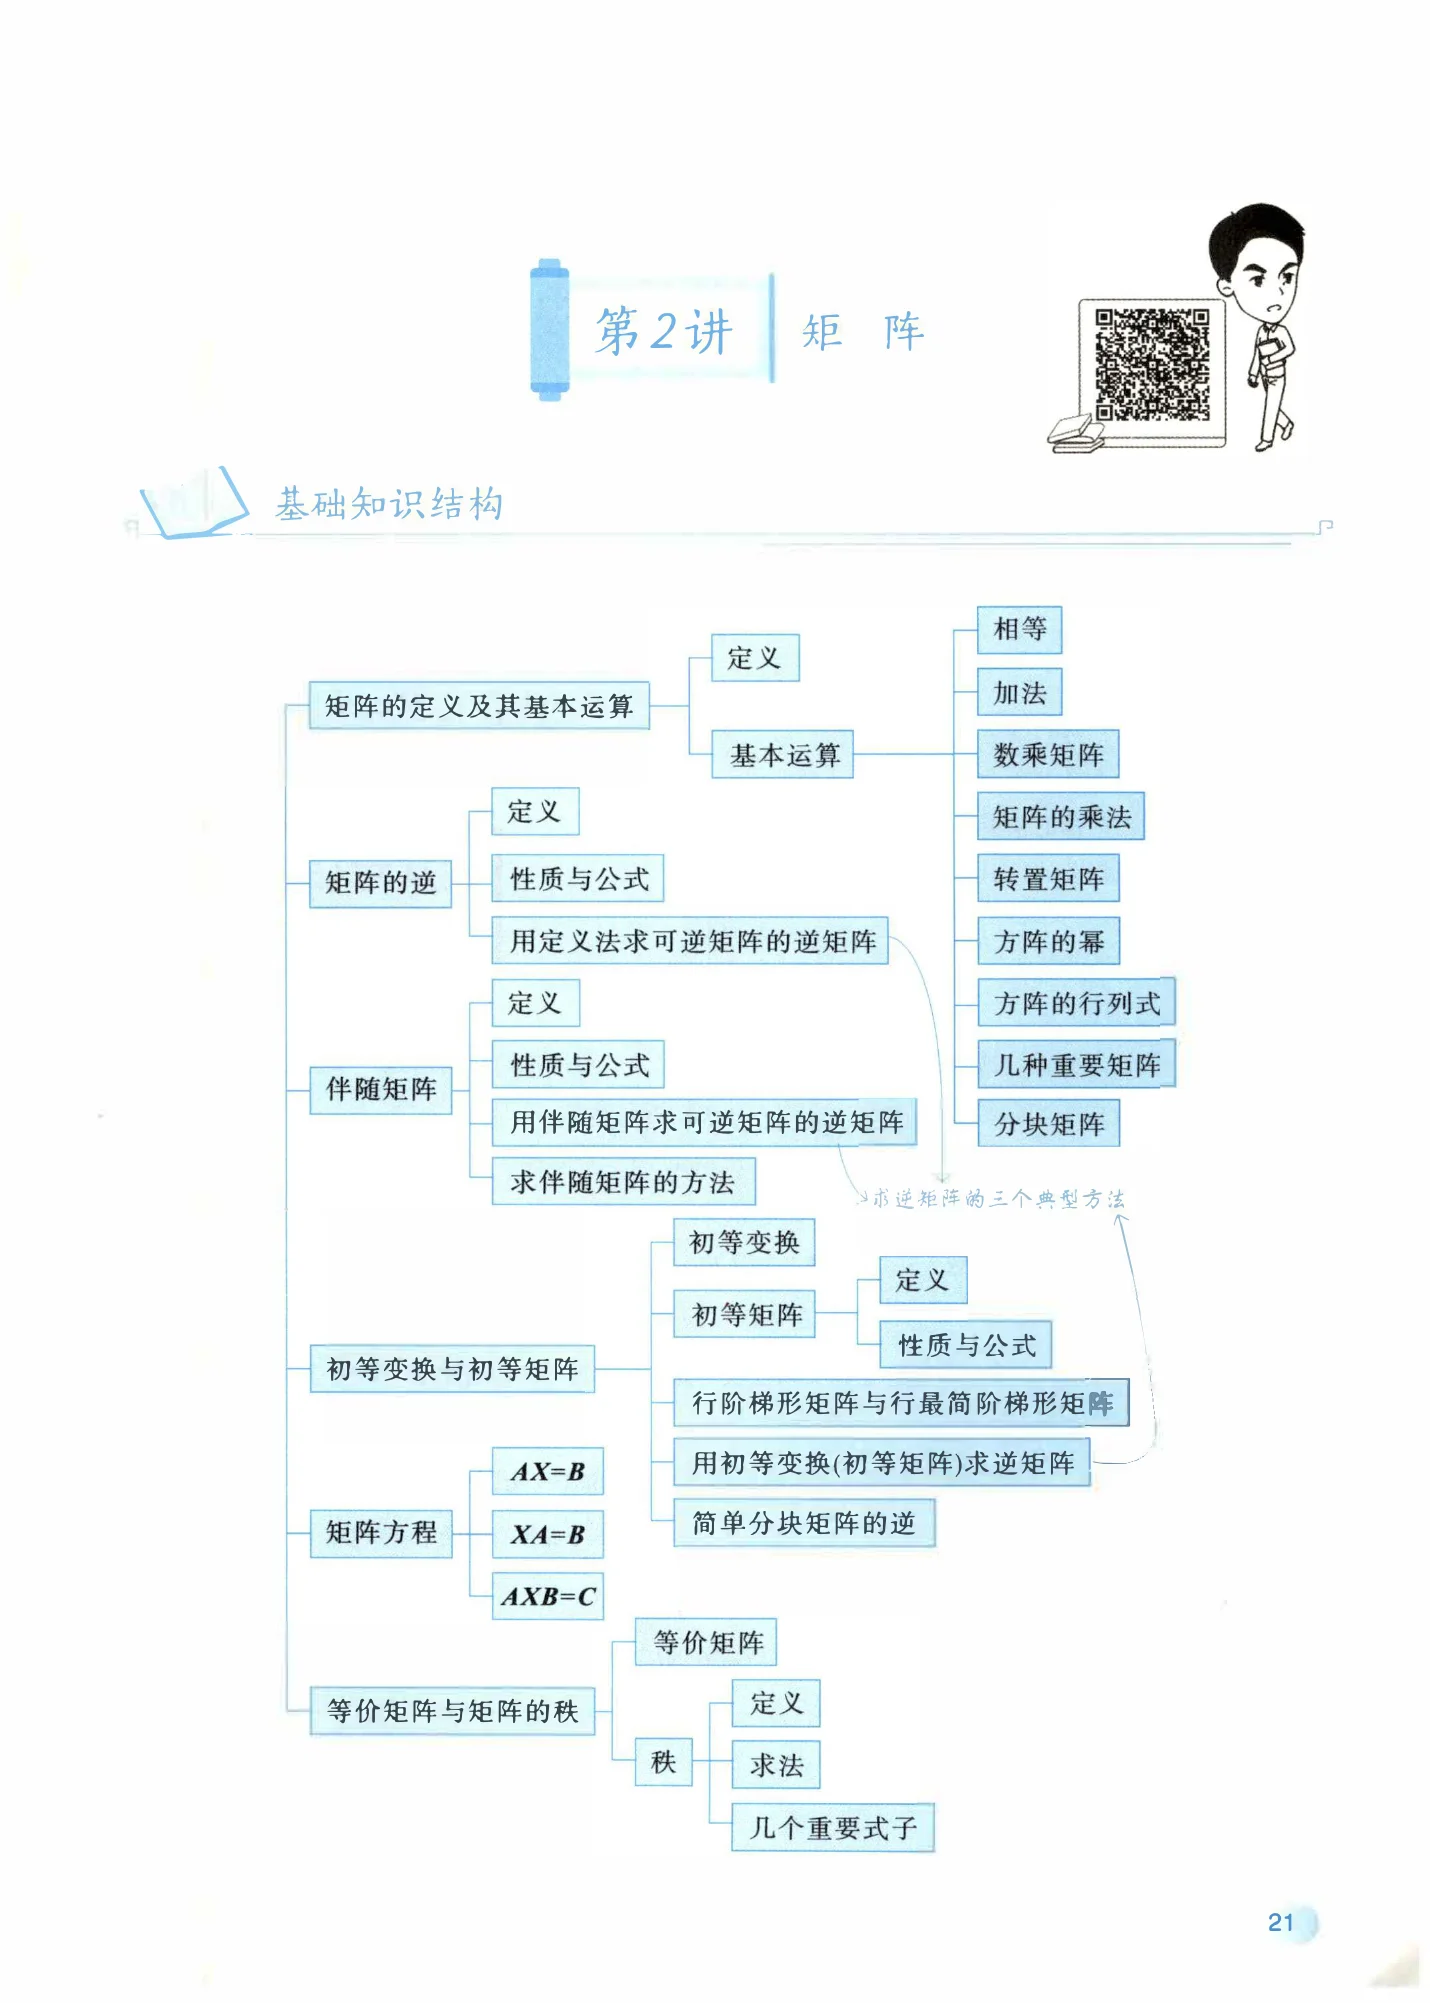 第2讲 矩 阵
基础知识结构
矩阵的定义及其基本运算
定义
基本运算
相等
加法
数乘矩阵
矩阵的乘法
转置矩阵
方阵的幂
方阵的行列式
几种重要矩阵
分块矩阵
矩阵的逆
定义
性质与公式
用定义法求可逆矩阵的逆矩阵
伴随矩阵
定义
性质与公式
用伴随矩阵求可逆矩阵的逆矩阵
求伴随矩阵的方法
求逆矩阵的三个典型方法
初等变换与初等矩阵
初等变换
初等矩阵
定义
性质与公式
行阶梯形矩阵与行最简阶梯形矩阵
用初等变换(初等矩阵)求逆矩阵
简单分块矩阵的逆
矩阵方程
AX=B
XA=B
AXB=C
等价矩阵与矩阵的秩
等价矩阵
秩
定义
求法
几个重要式子
21